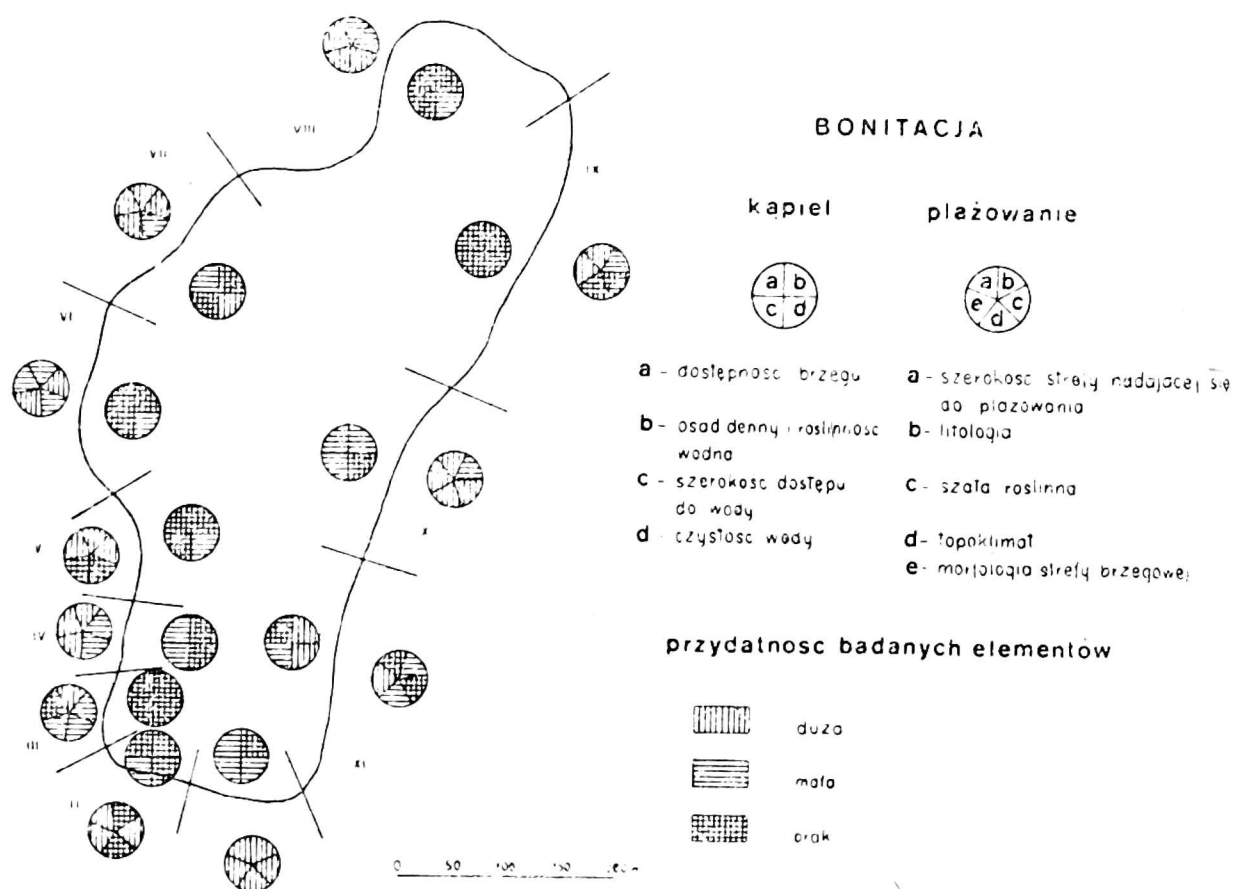 BONITACJA
kąpiel
plażowanie
a b
c d
a b
e c
d
a - dostępność brzegu
b - osad denny i roślinność
wodna
c - szerokość dostępu
do wody
d - czystość wody
a - szerokość strefy nadającej się
do plażowania
b - litologia
c - szata roślinna
d - topoklimat
e - morfologia strefy brzegowej
przydatność badanych elementów
duża
mała
brak
VIII
VII
IX
VI
V
X
IV
III
XI
II
0 50 100 150